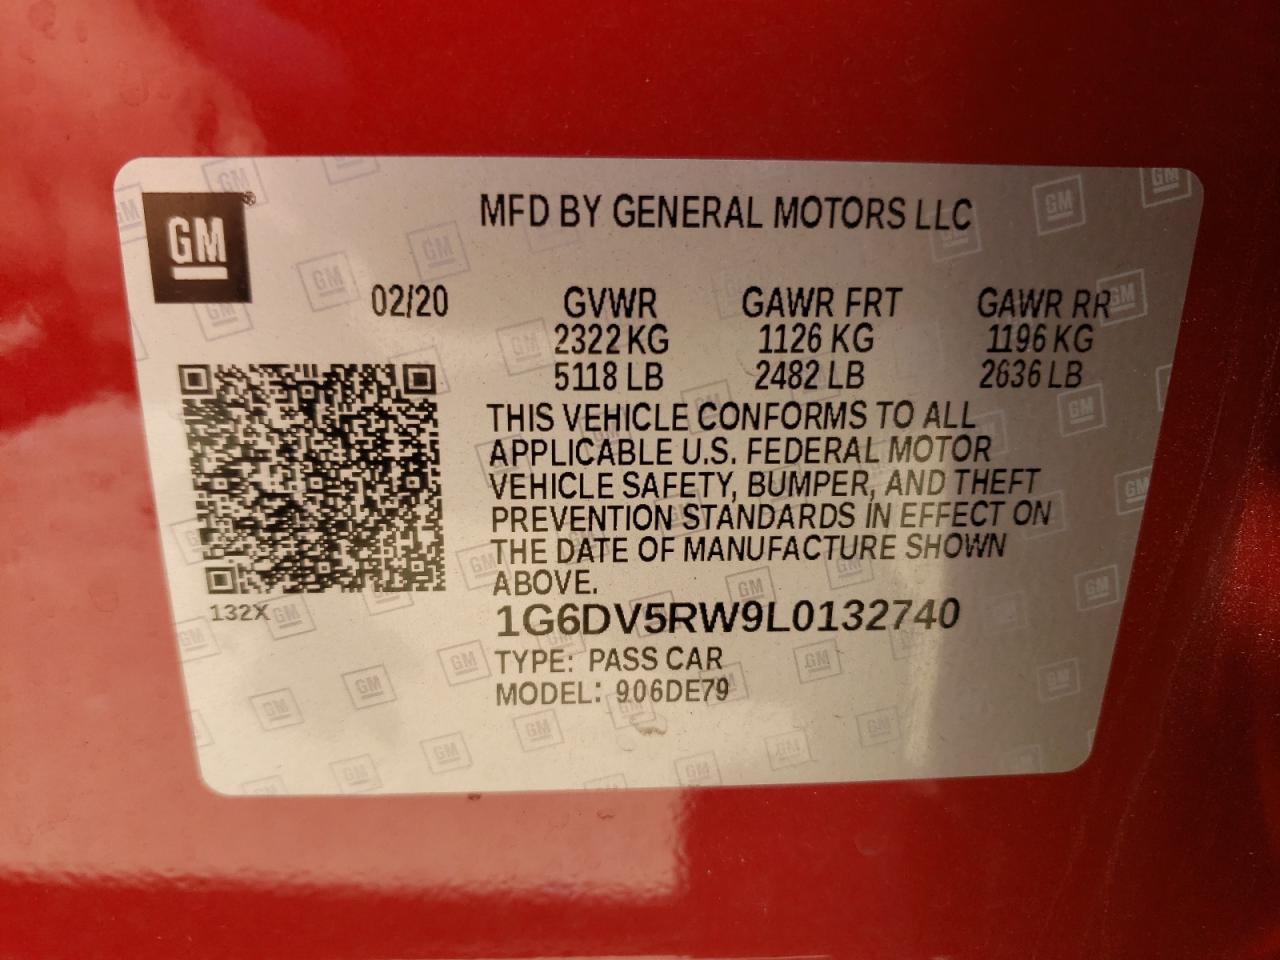 GM®
MFD BY GENERAL MOTORS LLC
02/20 GVWR GAWR FRT GAWR RR
2322 KG 1126 KG 1196 KG
5118 LB 2482 LB 2636 LB
THIS VEHICLE CONFORMS TO ALL
APPLICABLE U.S. FEDERAL MOTOR
VEHICLE SAFETY, BUMPER, AND THEFT
PREVENTION STANDARDS IN EFFECT ON
THE DATE OF MANUFACTURE SHOWN
ABOVE.
132X
1G6DV5RW9L0132740
TYPE: PASS CAR
MODEL: 906DE79